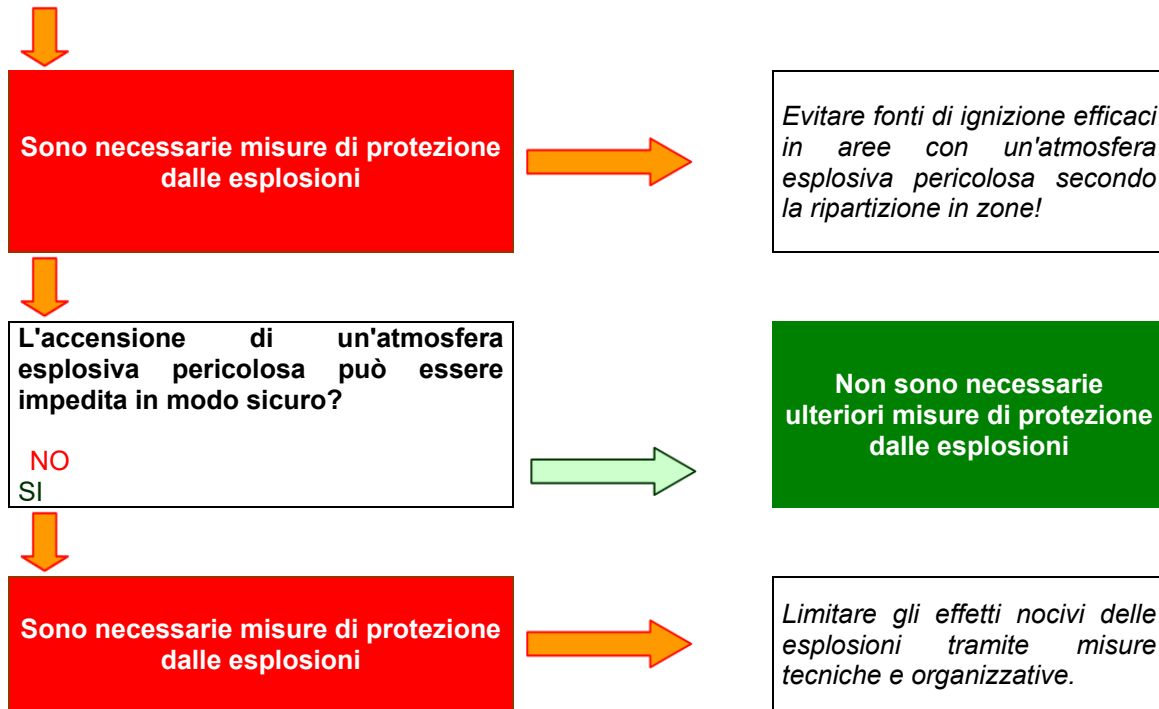 Sono necessarie misure di protezione
dalle esplosioni
Evitare fonti di ignizione efficaci
in aree con un'atmosfera
esplosiva pericolosa secondo
la ripartizione in zone!
L'accensione di un'atmosfera
esplosiva pericolosa può essere
impedita in modo sicuro?
NO
SI
Non sono necessarie
ulteriori misure di protezione
dalle esplosioni
Sono necessarie misure di protezione
dalle esplosioni
Limitare gli effetti nocivi delle
esplosioni tramite misure
tecniche e organizzative.